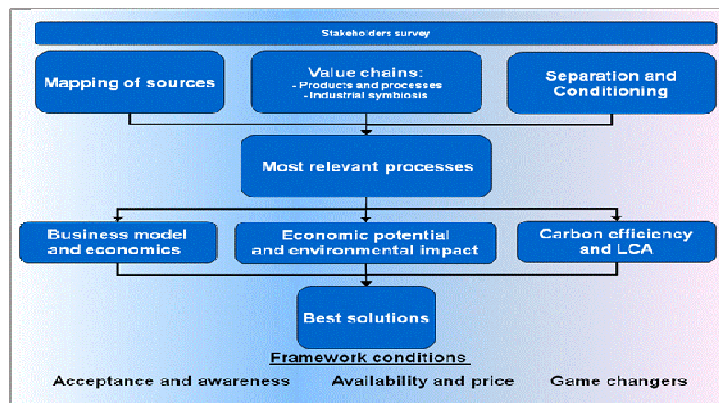 Stakeholders survey
Mapping of sources
Value chains:
- Products and processes
-Industrial symbiosis
Separation and
Conditioning
Most relevant processes
Business model
and economics
Economic potential
and environmental impact
Carbon efficiency
and LCA
Best solutions
Framework conditions
Acceptance and awareness Availability and price Game changers